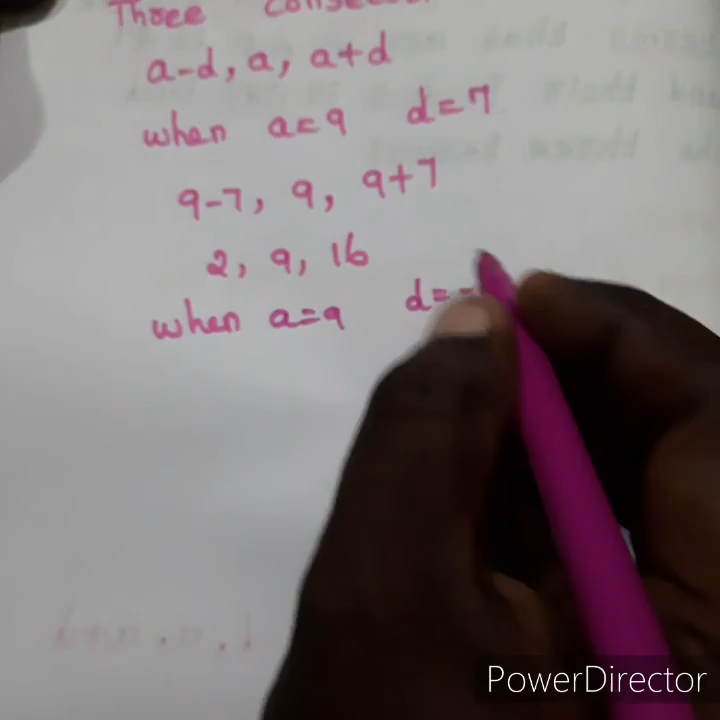 Three
a-d, a, a+d
when a=9 d=7
9-7, 9, 9+7
2, 9, 16
when a=9 d=-
PowerDirector